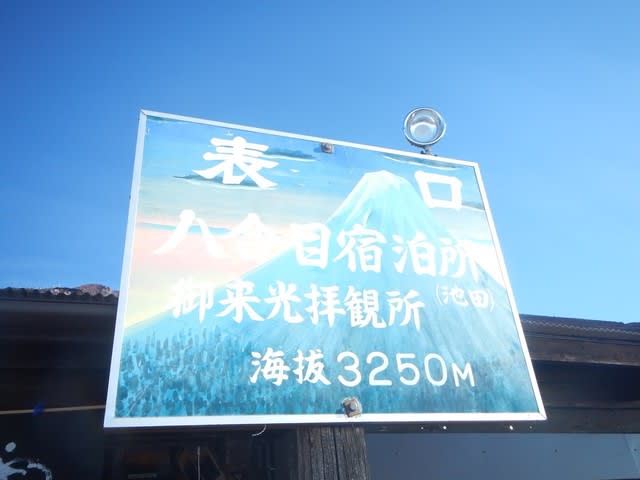 表口
八合目宿泊所
御来光拝観所(池田)
海抜3250M